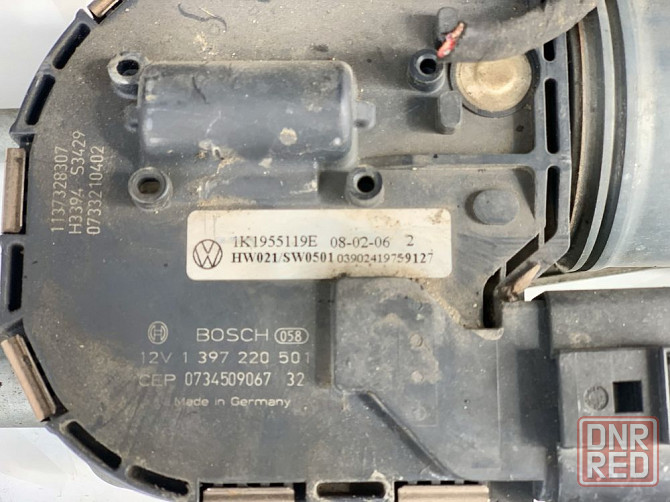 1137328307
H3394 S3429
0733210402
1K1955119E 08-02-06 2
HW021/SW0501 03902419759127
BOSCH 058
12V 1 397 220 501
CEP 0734509067 32
Made in Germany
DNR
RED